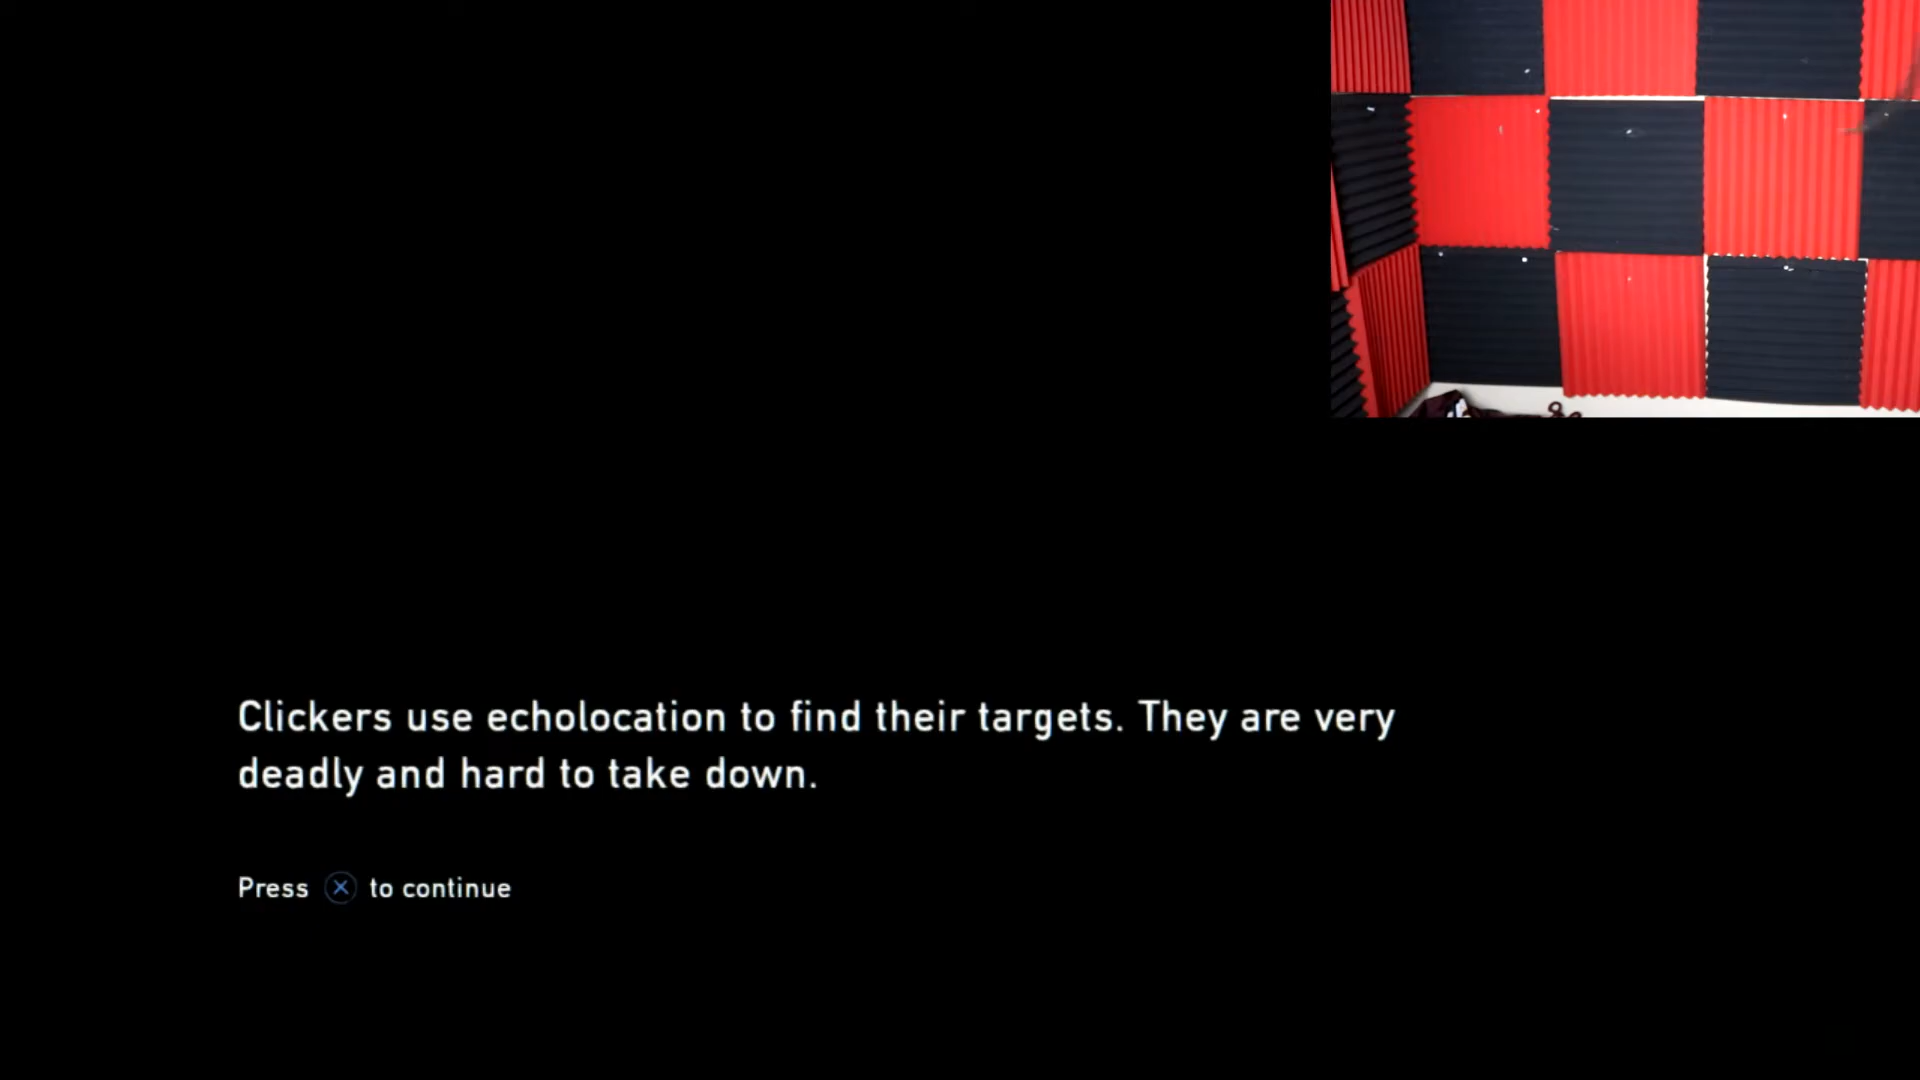 Clickers use echolocation to find their targets. They are very
deadly and hard to take down.
Press ⓧ to continue